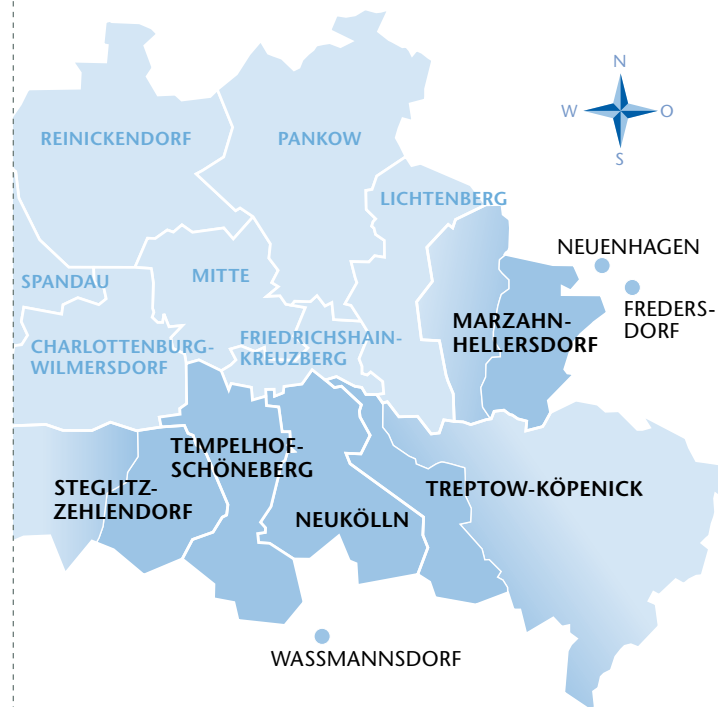 N
W
O
S
REINICKENDORF
PANKOW
LICHTENBERG
NEUENHAGEN
SPANDAU
MITTE
FREDERS-
DORF
MARZAHN-
HELLERSDORF
CHARLOTTENBURG-
WILMERSDORF
FRIEDRICHSHAIN-
KREUZBERG
TEMPELHOF-
SCHÖNEBERG
STEGLITZ-
ZEHLENDORF
TREPTOW-KÖPENICK
NEUKÖLLN
WASSMANNSDORF